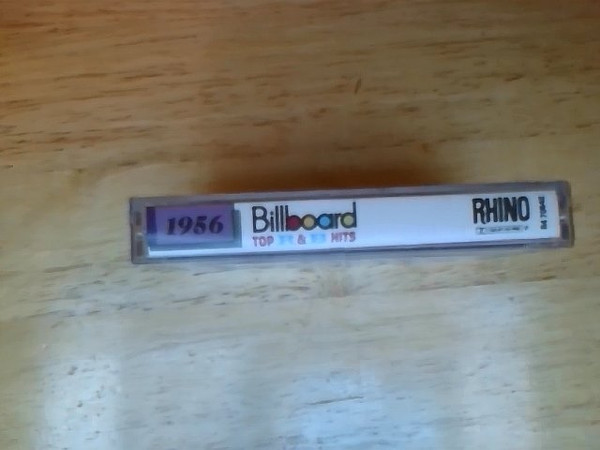 1956
Billboard
TOP & HITS
RHINO